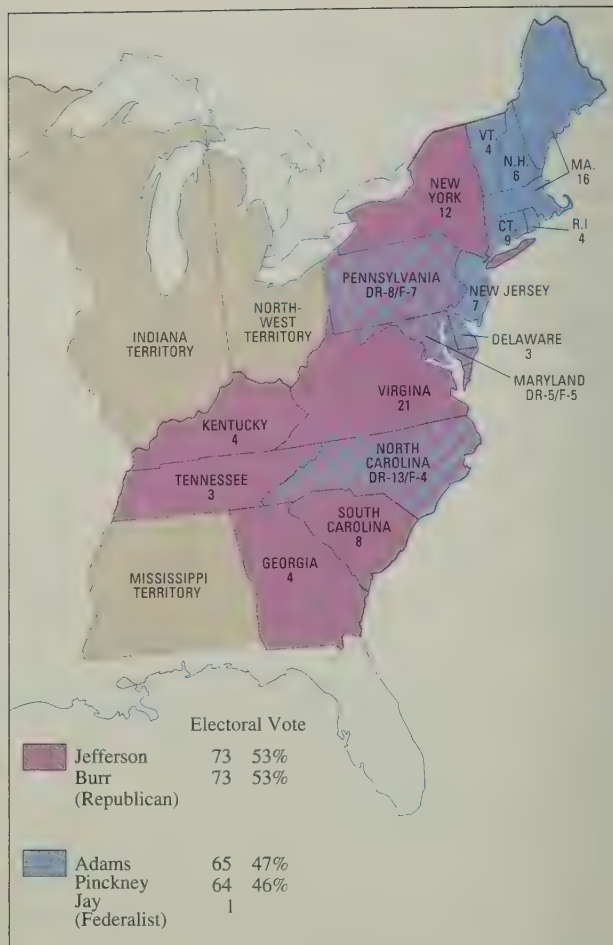 VT.
4
N.H.
6
MA.
16
NEW
YORK
12
CT.
9
R.I
4
PENNSYLVANIA
DR-8/F-7
NEW JERSEY
7
NORTH-
WEST
TERRITORY
INDIANA
TERRITORY
DELAWARE
3
MARYLAND
DR-5/F-5
VIRGINA
21
KENTUCKY
4
NORTH
CAROLINA
DR-13/F-4
TENNESSEE
3
SOUTH
CAROLINA
8
GEORGIA
4
MISSISSIPPI
TERRITORY
Electoral Vote
Jefferson 73 53%
Burr 73 53%
(Republican)
Adams 65 47%
Pinckney 64 46%
Jay 1
(Federalist)